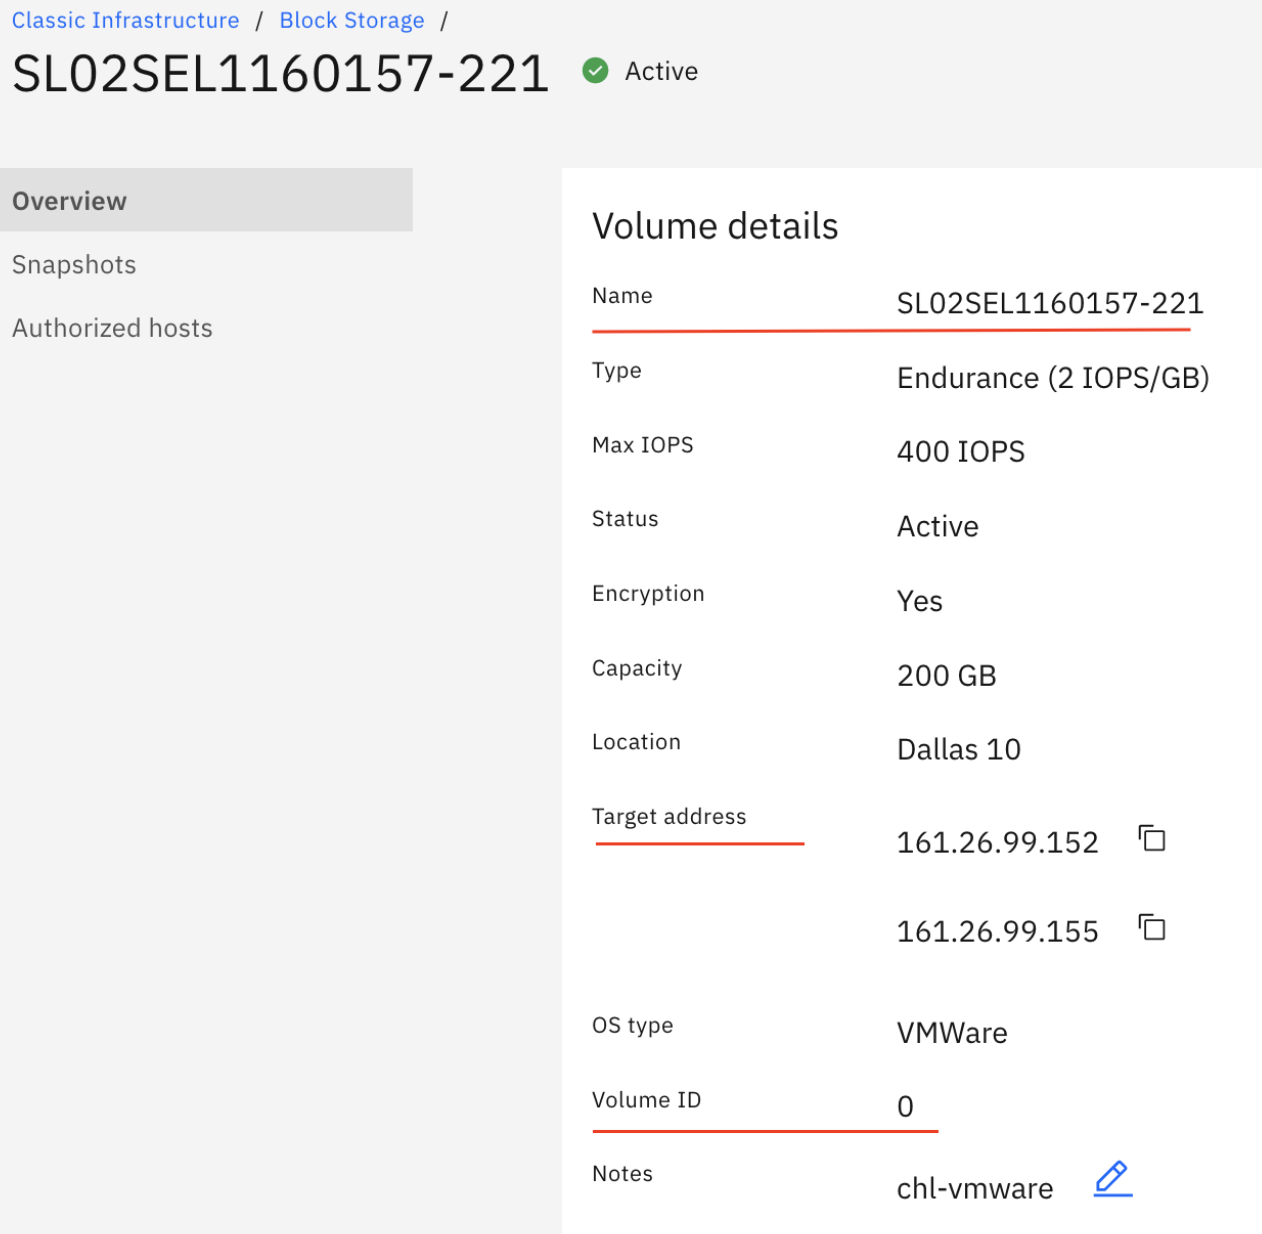 Classic Infrastructure / Block Storage /
SL02SEL1160157-221 Active
Overview
Snapshots
Authorized hosts
Volume details
Name SL02SEL1160157-221
Type Endurance (2 IOPS/GB)
Max IOPS 400 IOPS
Status Active
Encryption Yes
Capacity 200 GB
Location Dallas 10
Target address 161.26.99.152
161.26.99.155
OS type VMWare
Volume ID 0
Notes chl-vmware